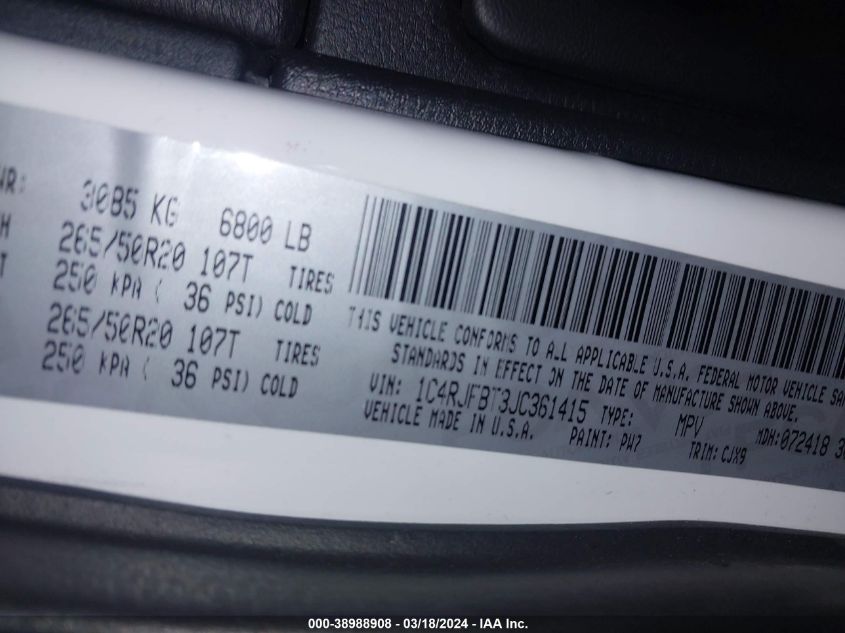 WR: 3085 KG 6800 LB
H 265/50R20 107T TIRES
T 250 KPA ( 36 PSI) COLD
265/50R20 107T TIRES
250 KPA ( 36 PSI) COLD
THIS VEHICLE CONFORMS TO ALL APPLICABLE U.S.A. FEDERAL MOTOR VEHICLE SA
STANDARDS IN EFFECT ON THE DATE OF MANUFACTURE SHOWN ABOVE.
VIN: 1C4RJFBT3JC361415 TYPE: MPV MDH:072418 3
VEHICLE MADE IN U.S.A. PAINT: PW7 TRIM: CJX9
000-38988908 - 03/18/2024 - IAA Inc.